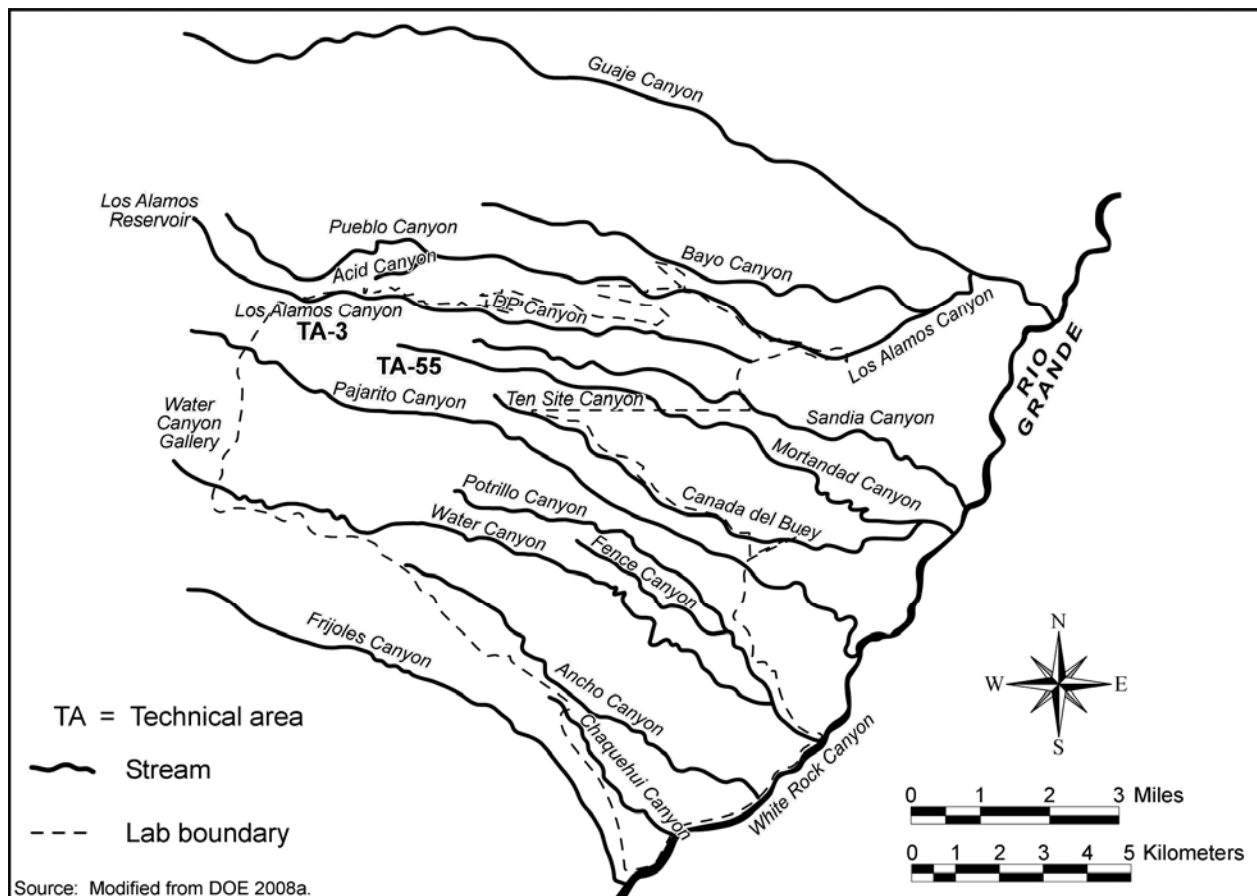 Guaje Canyon
Los Alamos
Reservoir
Pueblo Canyon
Bayo Canyon
Acid Canyon
DP Canyon
Los Alamos Canyon
Los Alamos Canyon
TA-3
TA-55
RIO
GRANDE
Pajarito Canyon
Ten Site Canyon
Sandia Canyon
Water
Canyon
Gallery
Mortandad Canyon
Potrillo Canyon
Canada del Buey
Water Canyon
Fence Canyon
Frijoles Canyon
Ancho Canyon
Chaquehui Canyon
White Rock Canyon
N
W
E
S
TA = Technical area
Stream
Lab boundary
0 1 2 3 Miles
0 1 2 3 4 5 Kilometers
Source: Modified from DOE 2008a.